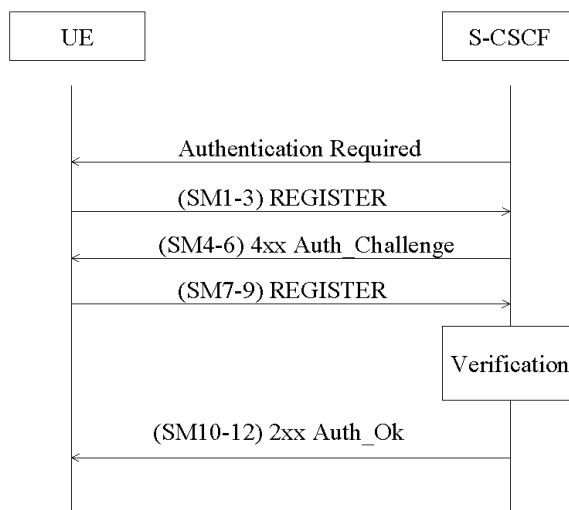 UE
S-CSCF
Authentication Required
(SM1-3) REGISTER
(SM4-6) 4xx Auth_Challenge
(SM7-9) REGISTER
Verification
(SM10-12) 2xx Auth_Ok